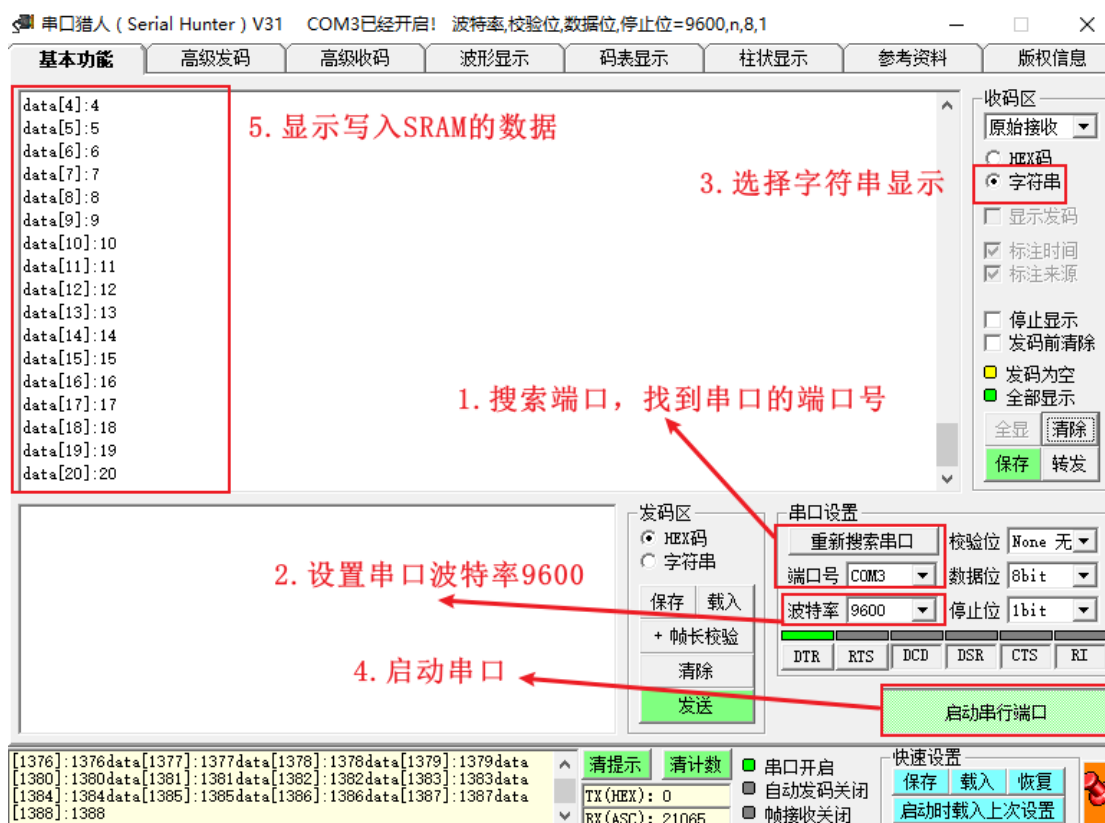 串口猎人 ( Serial Hunter ) V31 COM3已经开启! 波特率,校验位,数据位,停止位=9600,n,8,1
基本功能 高级发码 高级收码 波形显示 码表显示 柱状显示 参考资料 版权信息
data[4]:4
data[5]:5
data[6]:6
data[7]:7
data[8]:8
data[9]:9
data[10]:10
data[11]:11
data[12]:12
data[13]:13
data[14]:14
data[15]:15
data[16]:16
data[17]:17
data[18]:18
data[19]:19
data[20]:20
5. 显示写入SRAM的数据
3. 选择字符串显示
1. 搜索端口，找到串口的端口号
收码区
原始接收
HEX码
字符串
显示发码
标注时间
标注来源
停止显示
发码前清除
发码为空
全部显示
全显 清除
保存 转发
2. 设置串口波特率9600
4. 启动串口
发码区
HEX码
字符串
保存 载入
+ 帧长校验
清除
发送
串口设置
重新搜索串口 校验位 None 无
端口号 COM3 数据位 8bit
波特率 9600 停止位 1bit
DTR RTS DCD DSR CTS RI
启动串行端口
[1376]:1376data[1377]:1377data[1378]:1378data[1379]:1379data
[1380]:1380data[1381]:1381data[1382]:1382data[1383]:1383data
[1384]:1384data[1385]:1385data[1386]:1386data[1387]:1387data
[1388]:1388
清提示 清计数
TX(HEX): 0
RX(ASC): 21065
串口开启
自动发码关闭
帧接收关闭
快速设置
保存 载入 恢复
启动时载入上次设置